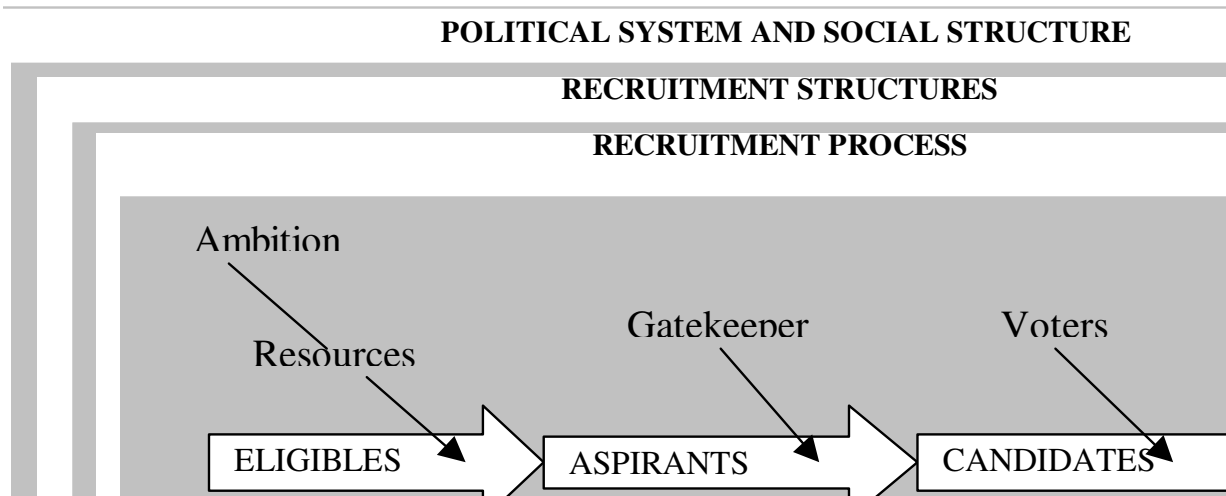 POLITICAL SYSTEM AND SOCIAL STRUCTURE
RECRUITMENT STRUCTURES
RECRUITMENT PROCESS
Ambition
Gatekeeper
Voters
Resources
ELIGIBLES
ASPIRANTS
CANDIDATES